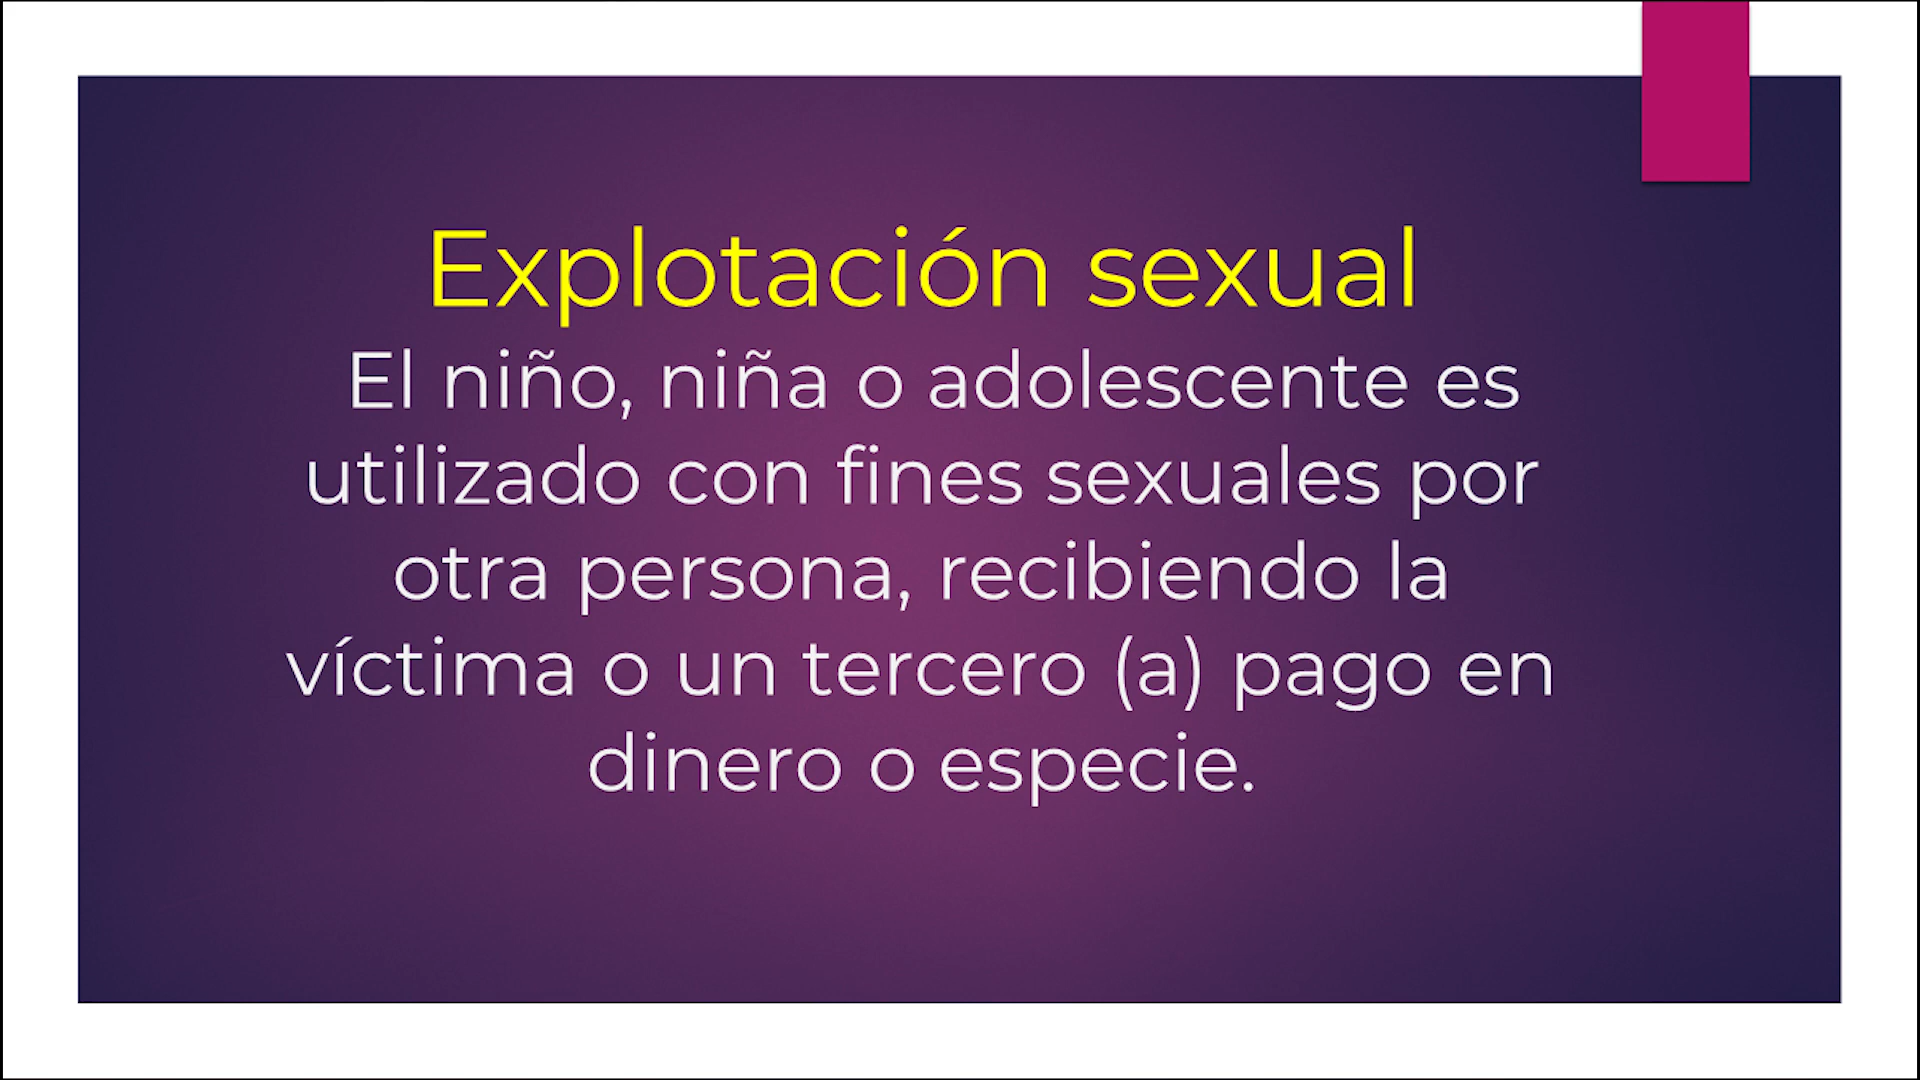 Explotación sexual
El niño, niña o adolescente es
utilizado con fines sexuales por
otra persona, recibiendo la
víctima o un tercero (a) pago en
dinero o especie.